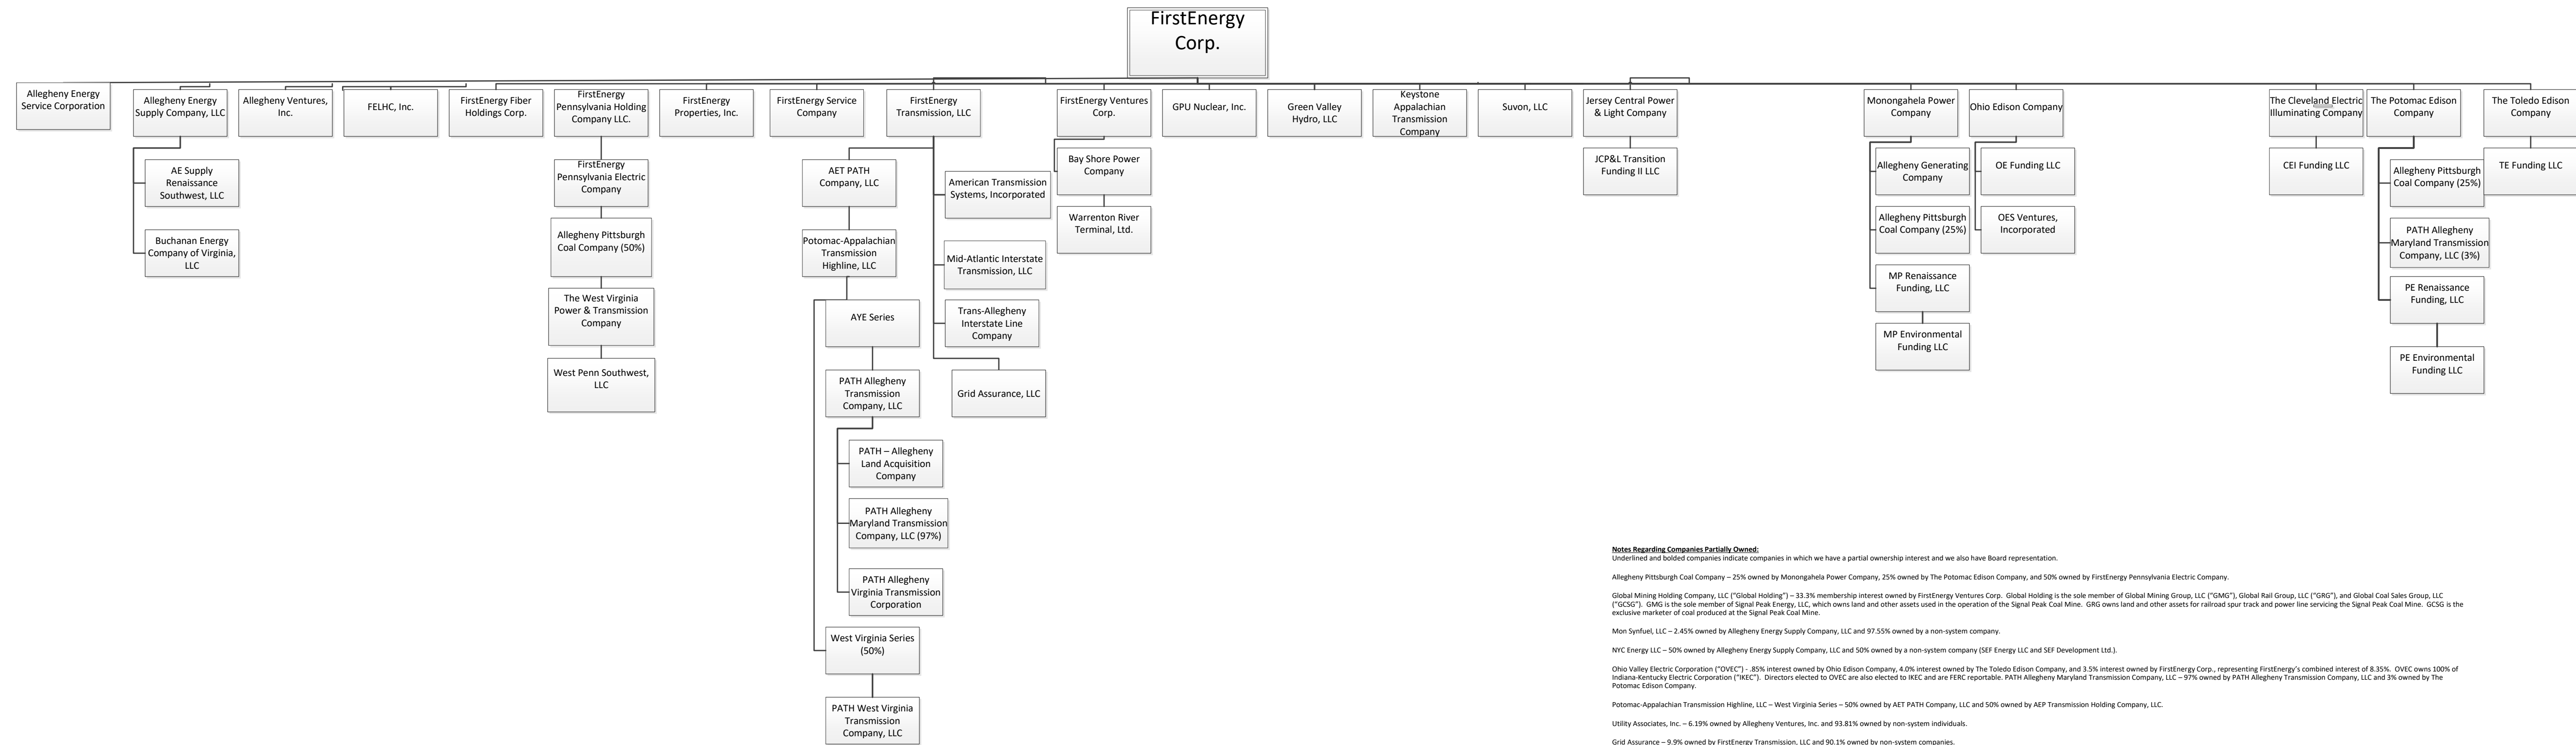 FirstEnergy
Corp.
Allegheny Energy
Service Corporation
Allegheny Energy
Supply Company, LLC
Allegheny Ventures,
Inc.
FELHC, Inc.
FirstEnergy Fiber
Holdings Corp.
FirstEnergy
Pennsylvania Holding
Company LLC.
FirstEnergy
Properties, Inc.
FirstEnergy Service
Company
FirstEnergy
Transmission, LLC
FirstEnergy Ventures
Corp.
GPU Nuclear, Inc.
Green Valley
Hydro, LLC
Keystone
Appalachian
Transmission
Company
Suvon, LLC
Jersey Central Power
& Light Company
Monongahela Power
Company
Ohio Edison Company
The Cleveland Electric
Illuminating Company
The Potomac Edison
Company
The Toledo Edison
Company
AE Supply
Renaissance
Southwest, LLC
Buchanan Energy
Company of Virginia,
LLC
FirstEnergy
Pennsylvania Electric
Company
Allegheny Pittsburgh
Coal Company (50%)
The West Virginia
Power & Transmission
Company
West Penn Southwest,
LLC
AET PATH
Company, LLC
Potomac-Appalachian
Transmission
Highline, LLC
AYE Series
PATH Allegheny
Transmission
Company, LLC
PATH – Allegheny
Land Acquisition
Company
PATH Allegheny
Maryland Transmission
Company, LLC (97%)
PATH Allegheny
Virginia Transmission
Corporation
West Virginia Series
(50%)
PATH West Virginia
Transmission
Company, LLC
American Transmission
Systems, Incorporated
Mid-Atlantic Interstate
Transmission, LLC
Trans-Allegheny
Interstate Line
Company
Grid Assurance, LLC
Bay Shore Power
Company
Warrenton River
Terminal, Ltd.
JCP&L Transition
Funding II LLC
Allegheny Generating
Company
Allegheny Pittsburgh
Coal Company (25%)
MP Renaissance
Funding, LLC
MP Environmental
Funding LLC
OE Funding LLC
OES Ventures,
Incorporated
CEI Funding LLC
Allegheny Pittsburgh
Coal Company (25%)
PATH Allegheny
Maryland Transmission
Company, LLC (3%)
PE Renaissance
Funding, LLC
PE Environmental
Funding LLC
TE Funding LLC
Notes Regarding Companies Partially Owned:
Underlined and bolded companies indicate companies in which we have a partial ownership interest and we also have Board representation.
Allegheny Pittsburgh Coal Company – 25% owned by Monongahela Power Company, 25% owned by The Potomac Edison Company, and 50% owned by FirstEnergy Pennsylvania Electric Company.
Global Mining Holding Company, LLC ("Global Holding") – 33.3% membership interest owned by FirstEnergy Ventures Corp. Global Holding is the sole member of Global Mining Group, LLC ("GMG"), Global Rail Group, LLC ("GRG"), and Global Coal Sales Group, LLC
("GCSG"). GMG is the sole member of Signal Peak Energy, LLC, which owns land and other assets used in the operation of the Signal Peak Coal Mine. GRG owns land and other assets for railroad spur track and power line servicing the Signal Peak Coal Mine. GCSG is the
exclusive marketer of coal produced at the Signal Peak Coal Mine.
Mon Synfuel, LLC – 2.45% owned by Allegheny Energy Supply Company, LLC and 97.55% owned by a non-system company.
NYC Energy LLC – 50% owned by Allegheny Energy Supply Company, LLC and 50% owned by a non-system company (SEF Energy LLC and SEF Development Ltd.).
Ohio Valley Electric Corporation ("OVEC") - .85% interest owned by Ohio Edison Company, 4.0% interest owned by The Toledo Edison Company, and 3.5% interest owned by FirstEnergy Corp., representing FirstEnergy's combined interest of 8.35%. OVEC owns 100% of
Indiana-Kentucky Electric Corporation ("IKEC"). Directors elected to OVEC are also elected to IKEC and are FERC reportable. PATH Allegheny Maryland Transmission Company, LLC – 97% owned by PATH Allegheny Transmission Company, LLC and 3% owned by The
Potomac Edison Company.
Potomac-Appalachian Transmission Highline, LLC – West Virginia Series – 50% owned by AET PATH Company, LLC and 50% owned by AEP Transmission Holding Company, LLC.
Utility Associates, Inc. – 6.19% owned by Allegheny Ventures, Inc. and 93.81% owned by non-system individuals.
Grid Assurance – 9.9% owned by FirstEnergy Transmission, LLC and 90.1% owned by non-system companies.